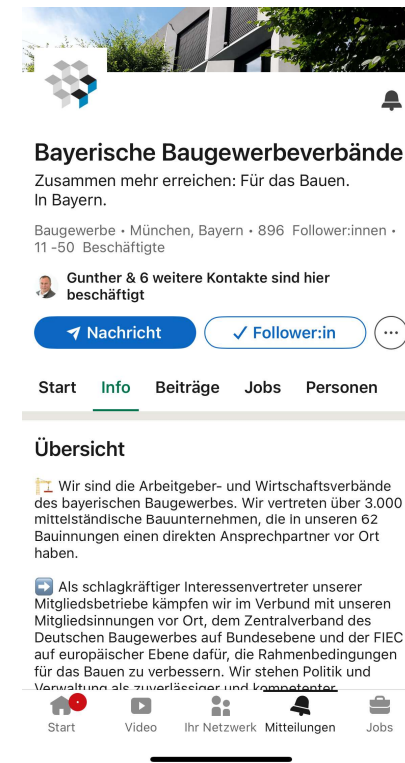 Bayerische Baugewerbeverbände
Zusammen mehr erreichen: Für das Bauen.
In Bayern.
Baugewerbe • München, Bayern • 896 Follower:innen •
11 -50 Beschäftigte
Gunther & 6 weitere Kontakte sind hier
beschäftigt
Nachricht
Follower:in
Start Info Beiträge Jobs Personen
Übersicht
Wir sind die Arbeitgeber- und Wirtschaftsverbände
des bayerischen Baugewerbes. Wir vertreten über 3.000
mittelständische Bauunternehmen, die in unseren 62
Bauinnungen einen direkten Ansprechpartner vor Ort
haben.
Als schlagkräftiger Interessenvertreter unserer
Mitgliedsbetriebe kämpfen wir im Verbund mit unseren
Mitgliedsinnungen vor Ort, dem Zentralverband des
Deutschen Baugewerbes auf Bundesebene und der FIEC
auf europäischer Ebene dafür, die Rahmenbedingungen
für das Bauen zu verbessern. Wir stehen Politik und
Verwaltung als zuverlässiger und kompetenter
Start Video Ihr Netzwerk Mitteilungen Jobs